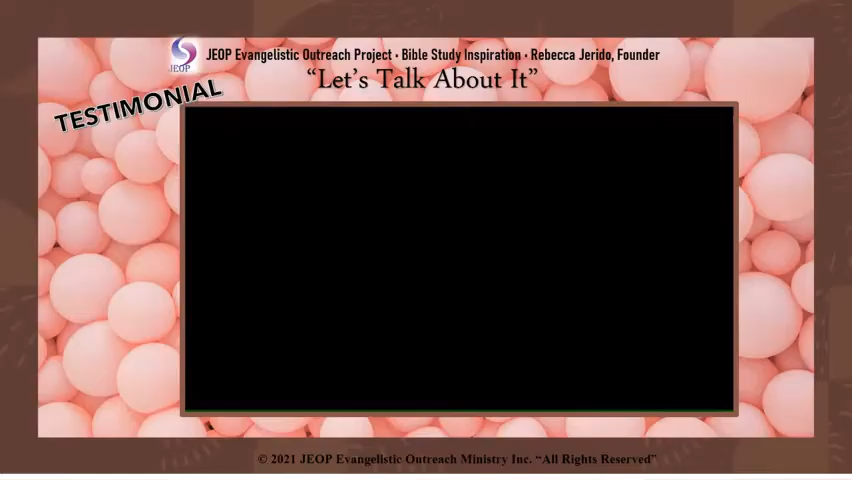 JEOP
JEOP Evangelistic Outreach Project • Bible Study Inspiration • Rebecca Jerido, Founder
“Let’s Talk About It”
TESTIMONIAL
© 2021 JEOP Evangelistic Outreach Ministry Inc. “All Rights Reserved”